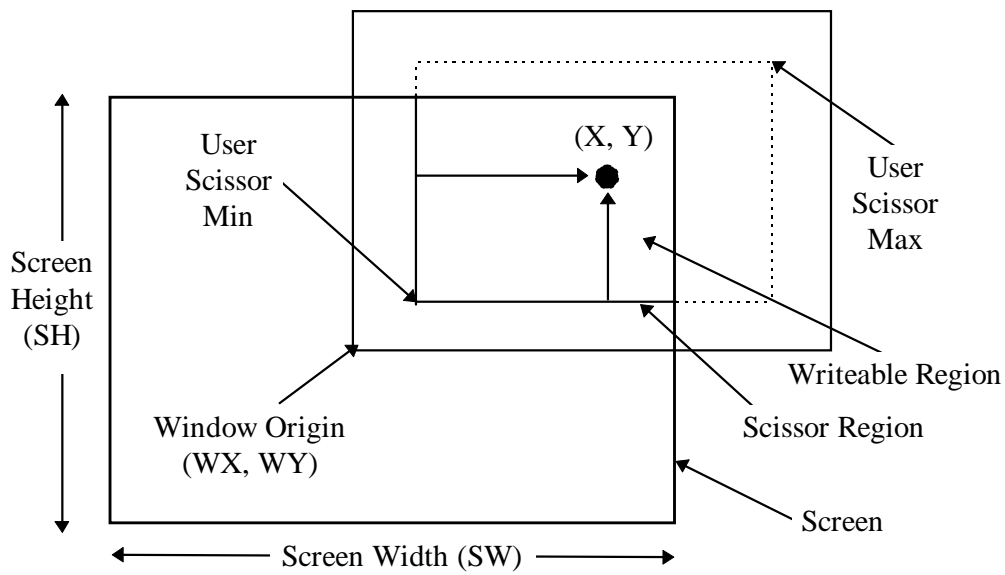 (X, Y)
User
Scissor
Min
User
Scissor
Max
Screen
Height
(SH)
Writeable Region
Window Origin
(WX, WY)
Scissor Region
Screen
Screen Width (SW)